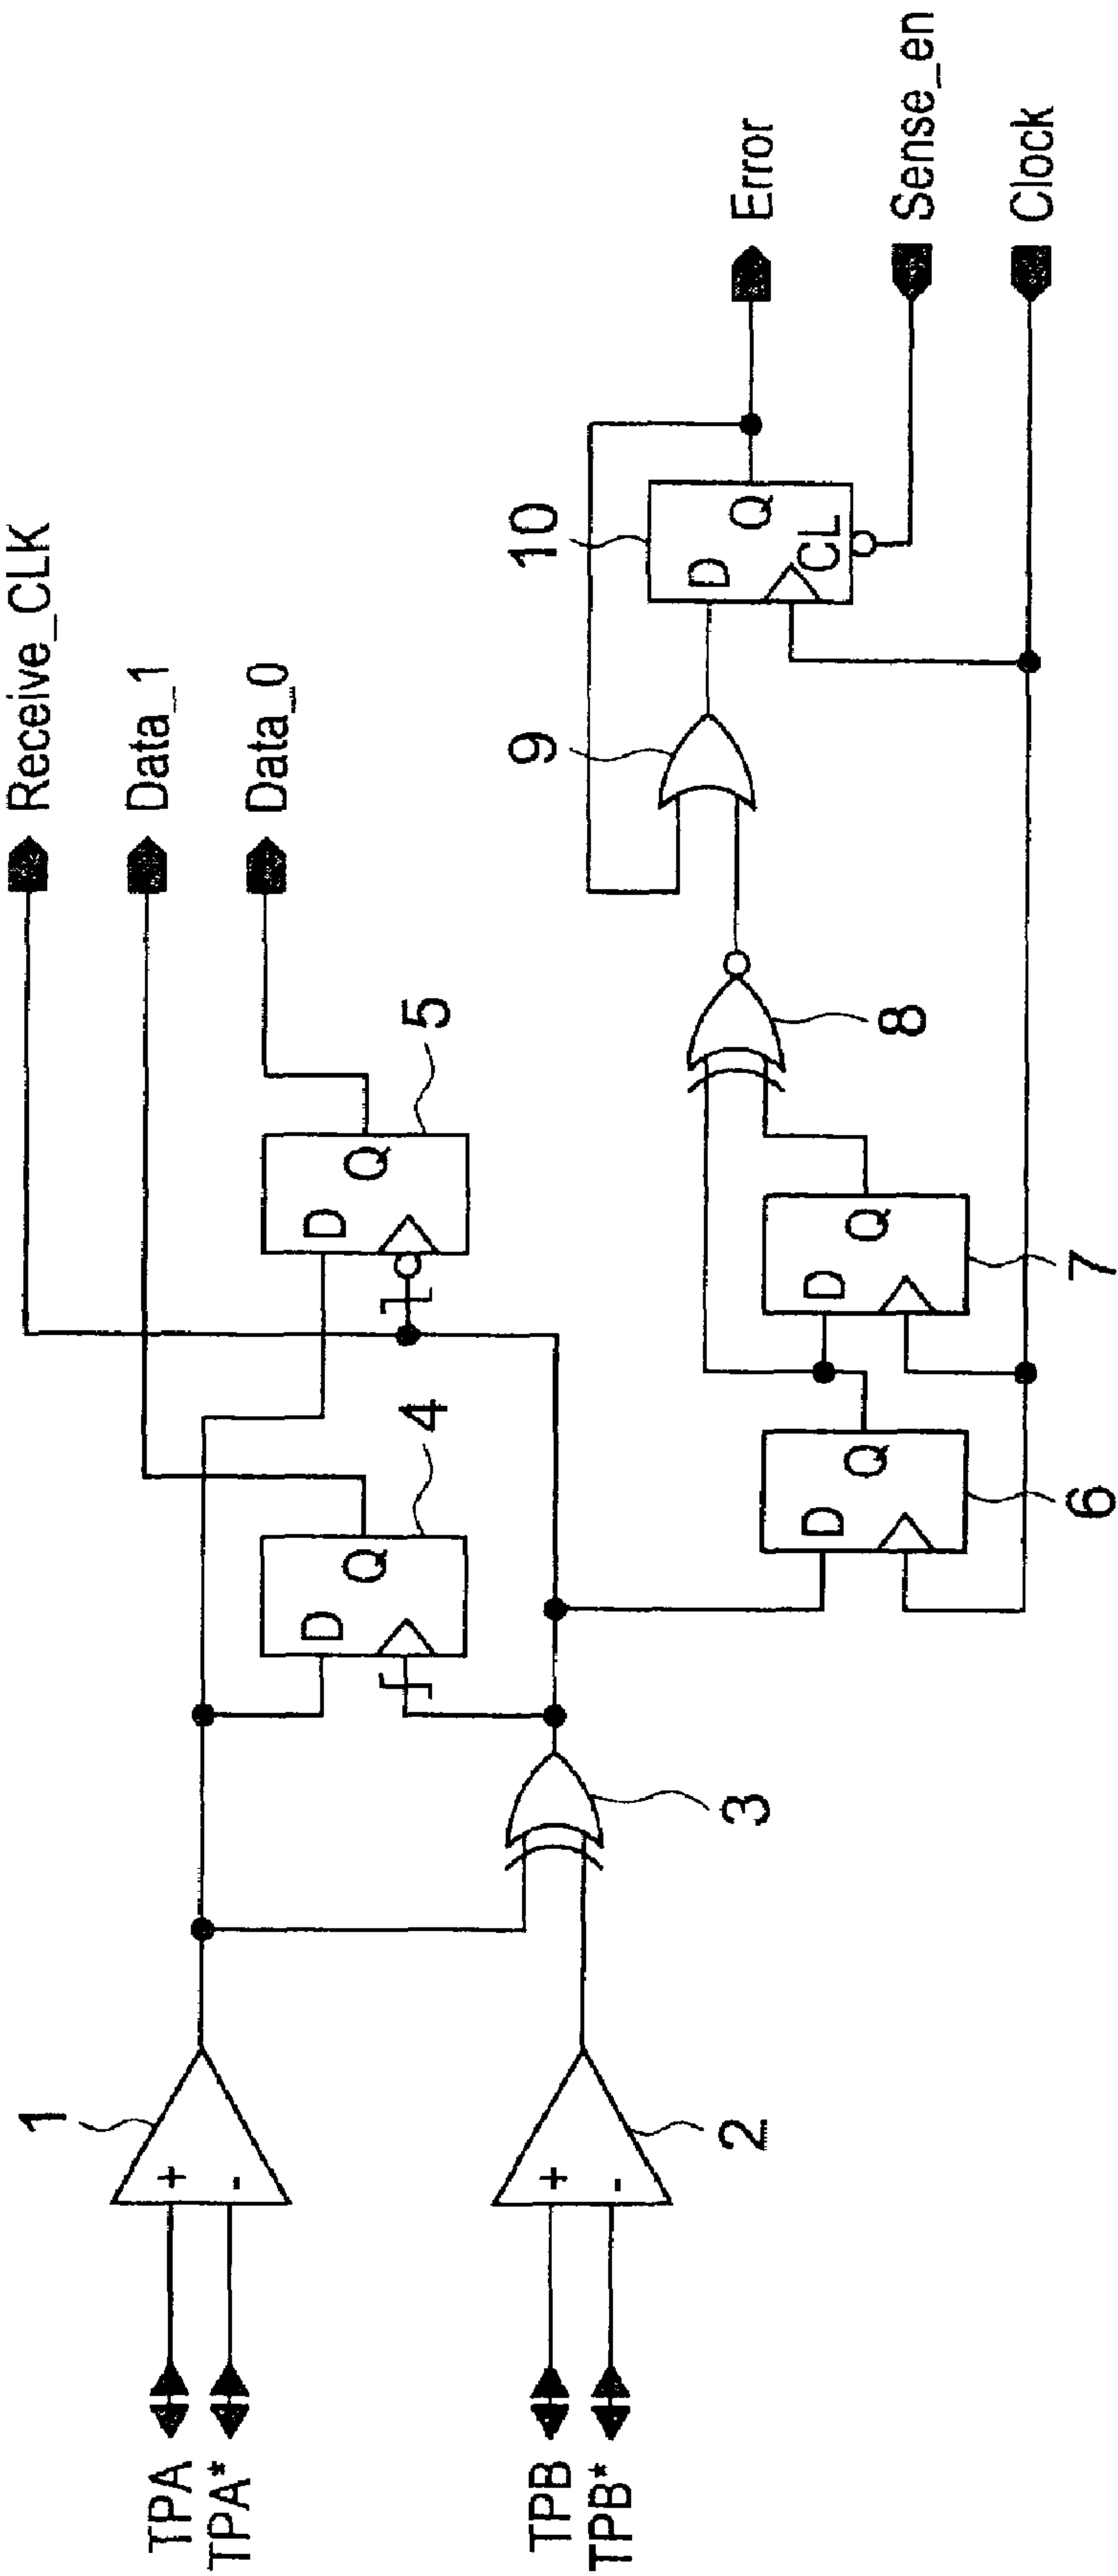 Receive_CLK
Data_1
Data_0
TPA
TPA*
1
+
-
3
4
D
Q
5
D
Q
TPB
TPB*
2
+
-
6
D
Q
7
D
Q
8
9
10
D
Q
CL
Error
Sense_en
Clock